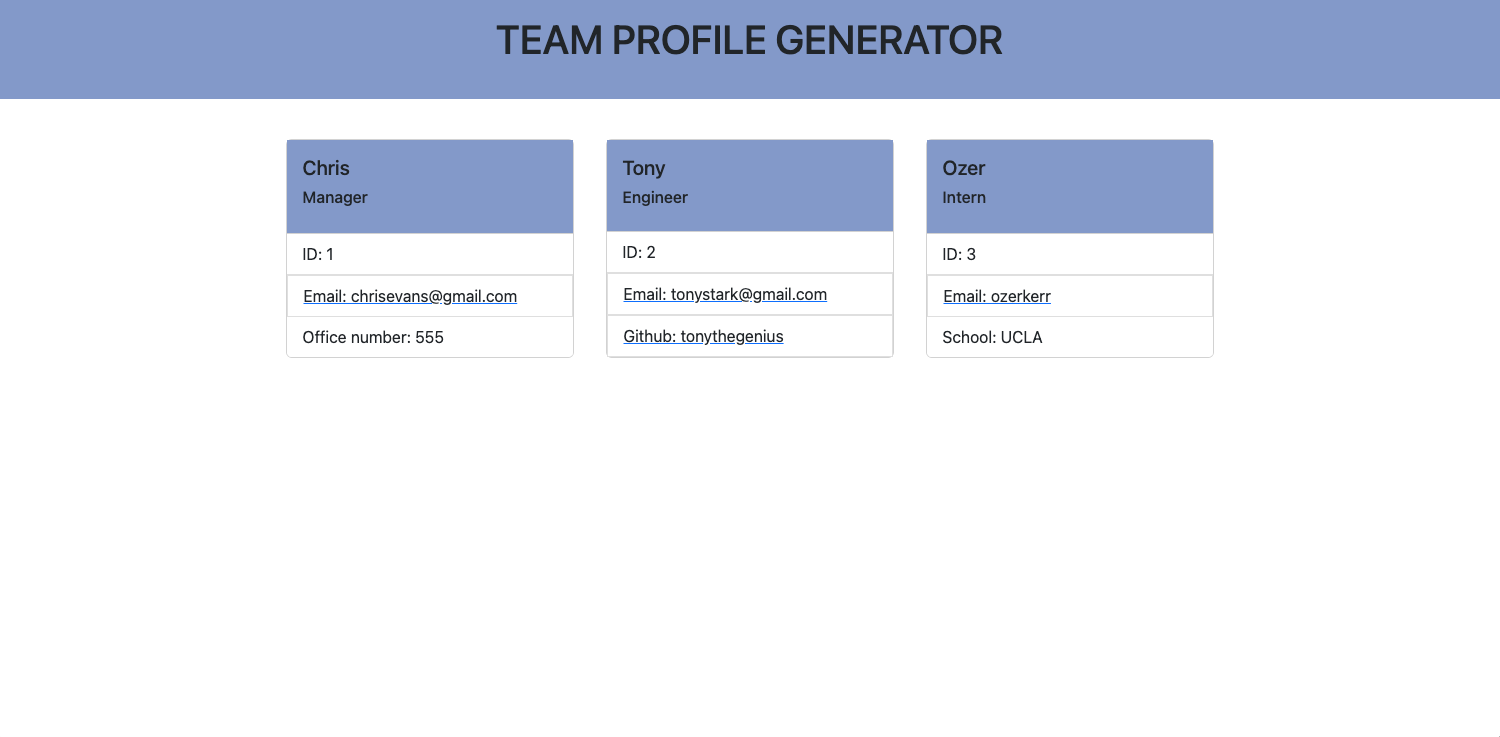 TEAM PROFILE GENERATOR
Chris
Manager
ID: 1
Email: chrisevans@gmail.com
Office number: 555
Tony
Engineer
ID: 2
Email: tonystark@gmail.com
Github: tonythegenius
Ozer
Intern
ID: 3
Email: ozerkerr
School: UCLA